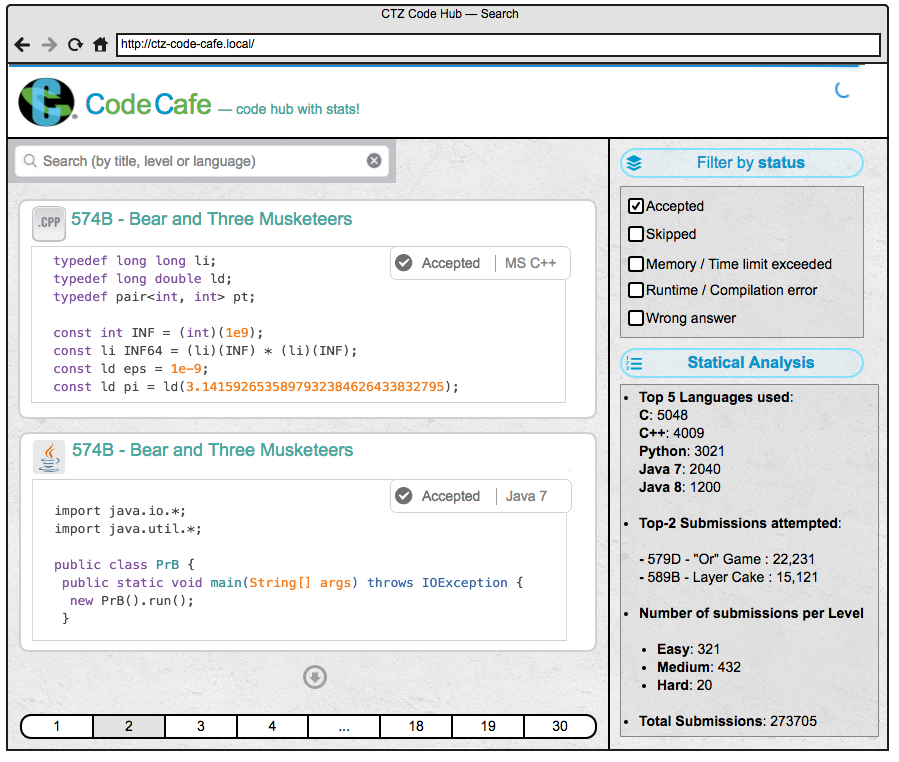 CTZ Code Hub — Search
http://ctz-code-cafe.local/
CodeCafe — code hub with stats!
Search (by title, level or language)
.CPP 574B - Bear and Three Musketeers
Accepted | MS C++
typedef long long li;
typedef long double ld;
typedef pair<int, int> pt;
const int INF = (int)(1e9);
const li INF64 = (li)(INF) * (li)(INF);
const ld eps = 1e-9;
const ld pi = ld(3.1415926535897932384626433832795);
574B - Bear and Three Musketeers
Accepted | Java 7
import java.io.*;
import java.util.*;
public class PrB {
public static void main(String[] args) throws IOException {
new PrB().run();
}
1 2 3 4 ... 18 19 30
Filter by status
Accepted
Skipped
Memory / Time limit exceeded
Runtime / Compilation error
Wrong answer
Statical Analysis
• Top 5 Languages used:
C: 5048
C++: 4009
Python: 3021
Java 7: 2040
Java 8: 1200
• Top-2 Submissions attempted:
- 579D - "Or" Game : 22,231
- 589B - Layer Cake : 15,121
• Number of submissions per Level
• Easy: 321
• Medium: 432
• Hard: 20
• Total Submissions: 273705